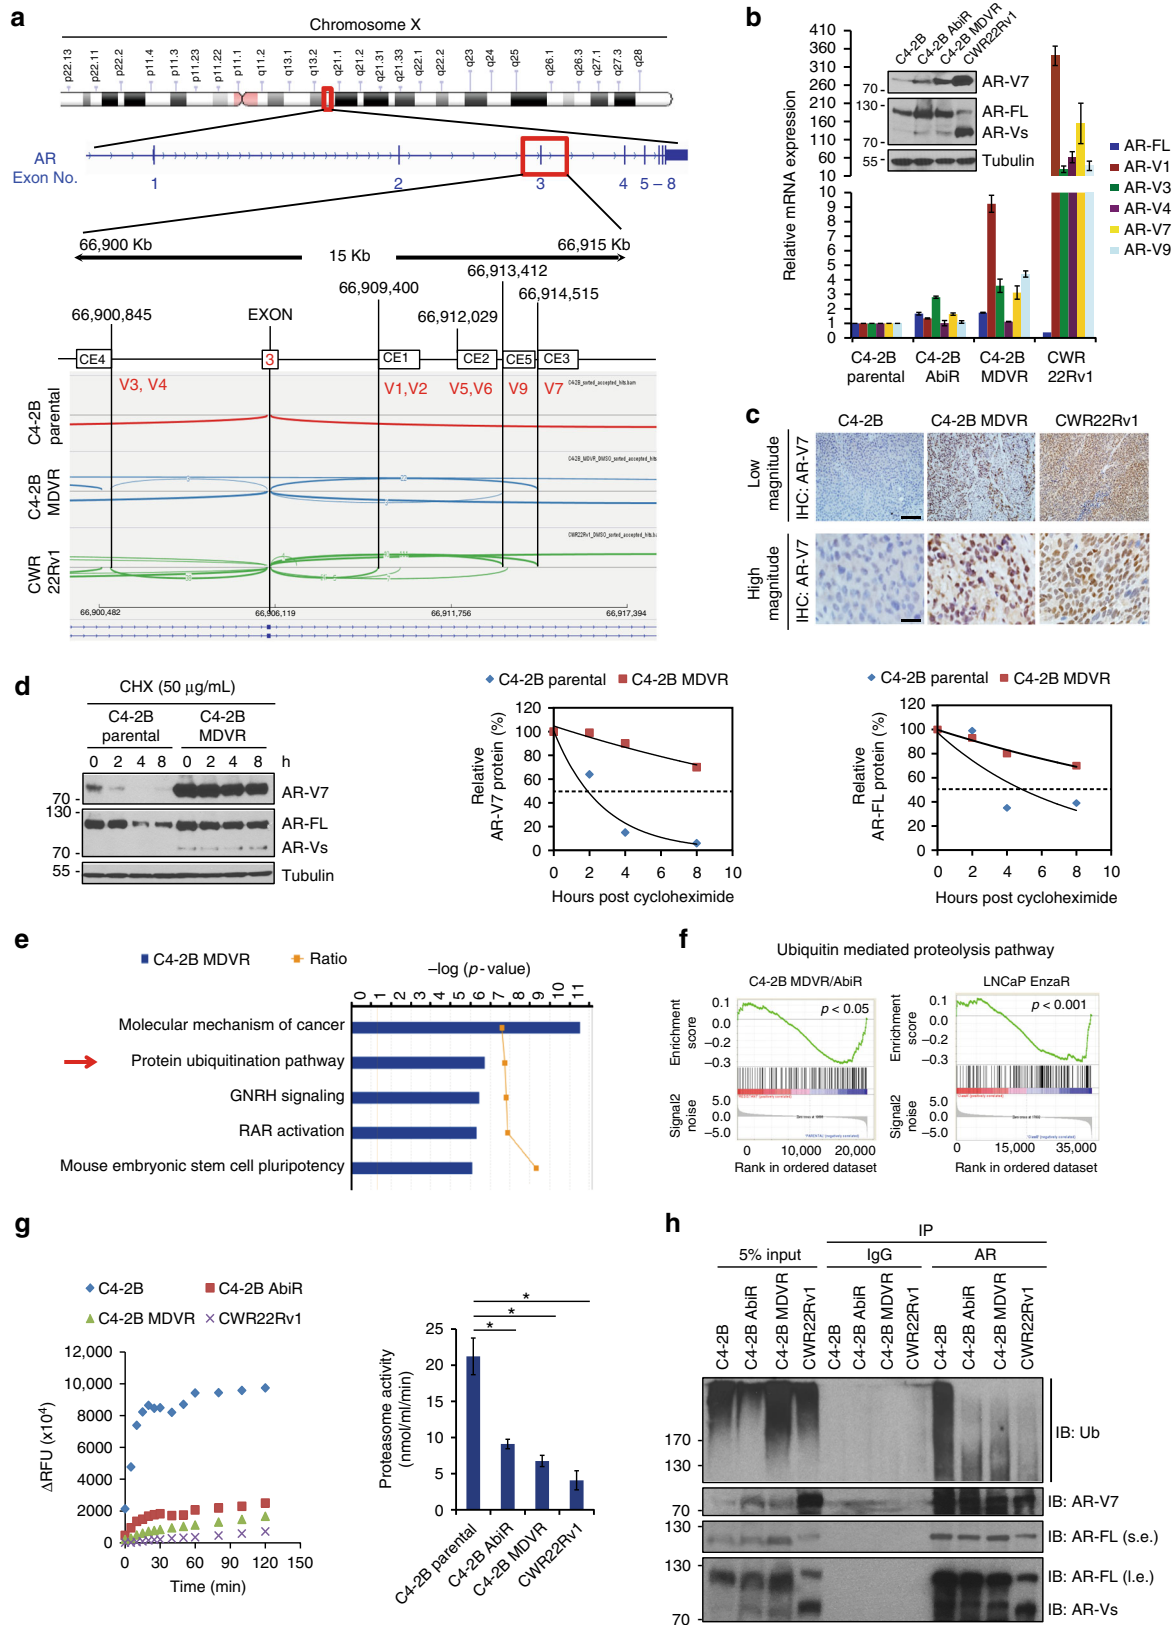 a
Chromosome X
p22.13
p22.11
p22.2
p11.4
p11.3
p11.23
p11.22
p11.1
q11.2
q13.1
q13.2
q21.1
q21.31
q21.33
q22.1
q22.2
q23
q24
q25
q26.1
q26.3
q27.1
q27.3
q28
AR
Exon No.
1
2
3
4
5 – 8
66,900 Kb
15 Kb
66,915 Kb
66,913,412
66,909,400
66,914,515
66,900,845
EXON
66,912,029
CE4
3
CE1
CE2
CE5
CE3
V3, V4
V1,V2
V5,V6
V9
V7
C4-2B_sorted_accepted_hits.bam
C4-2B parental
C4-2B_MDVR_DMSO_sorted_accepted_hits
C4-2B MDVR
CWR22Rv1_DMSO_sorted_accepted_hits.ba
CWR 22Rv1
66,900,482
66,906,119
66,911,756
66,917,394
b
C4-2B
C4-2B AbiR
C4-2B MDVR
CWR22Rv1
70 -
AR-V7
130 -
AR-FL
70 -
AR-Vs
55 -
Tubulin
Relative mRNA expression
410
360
310
260
210
160
110
60
10
10
9
8
7
6
5
4
3
2
1
0
C4-2B parental
C4-2B AbiR
C4-2B MDVR
CWR 22Rv1
AR-FL
AR-V1
AR-V3
AR-V4
AR-V7
AR-V9
c
C4-2B
C4-2B MDVR
CWR22Rv1
Low magnitude
IHC: AR-V7
High magnitude
IHC: AR-V7
d
CHX (50 μg/mL)
C4-2B parental
C4-2B MDVR
0 2 4 8 0 2 4 8 h
70 -
AR-V7
130 -
AR-FL
70 -
AR-Vs
55 -
Tubulin
C4-2B parental
C4-2B MDVR
Relative AR-V7 protein (%)
120
100
80
60
40
20
0
0 2 4 6 8 10
Hours post cycloheximide
C4-2B parental
C4-2B MDVR
Relative AR-FL protein (%)
120
100
80
60
40
20
0
0 2 4 6 8 10
Hours post cycloheximide
e
C4-2B MDVR
Ratio
–log (p-value)
0 1 2 3 4 5 6 7 8 9 10 11
Molecular mechanism of cancer
Protein ubiquitination pathway
GNRH signaling
RAR activation
Mouse embryonic stem cell pluripotency
f
Ubiquitin mediated proteolysis pathway
C4-2B MDVR/AbiR
Enrichment score
0.1
0.0
–0.2
–0.3
p < 0.05
Signal2 noise
5.0
0.0
–5.0
0 10,000 20,000
Rank in ordered dataset
LNCaP EnzaR
Enrichment score
0.1
0.0
–0.2
–0.3
p < 0.001
Signal2 noise
5.0
0.0
–5.0
0 15,000 35,000
Rank in ordered dataset
g
C4-2B
C4-2B AbiR
C4-2B MDVR
CWR22Rv1
ΔRFU (x10⁴)
12,000
10,000
8000
6000
4000
2000
0
0 30 60 90 120 150
Time (min)
*
*
*
Proteasome activity (nmol/ml/min)
25
20
15
10
5
0
C4-2B parental
C4-2B AbiR
C4-2B MDVR
CWR22Rv1
h
IP
5% input
IgG
AR
C4-2B
C4-2B AbiR
C4-2B MDVR
CWR22Rv1
C4-2B
C4-2B AbiR
C4-2B MDVR
CWR22Rv1
C4-2B
C4-2B AbiR
C4-2B MDVR
CWR22Rv1
170
130
IB: Ub
70
IB: AR-V7
130
IB: AR-FL (s.e.)
130
IB: AR-FL (l.e.)
70
IB: AR-Vs